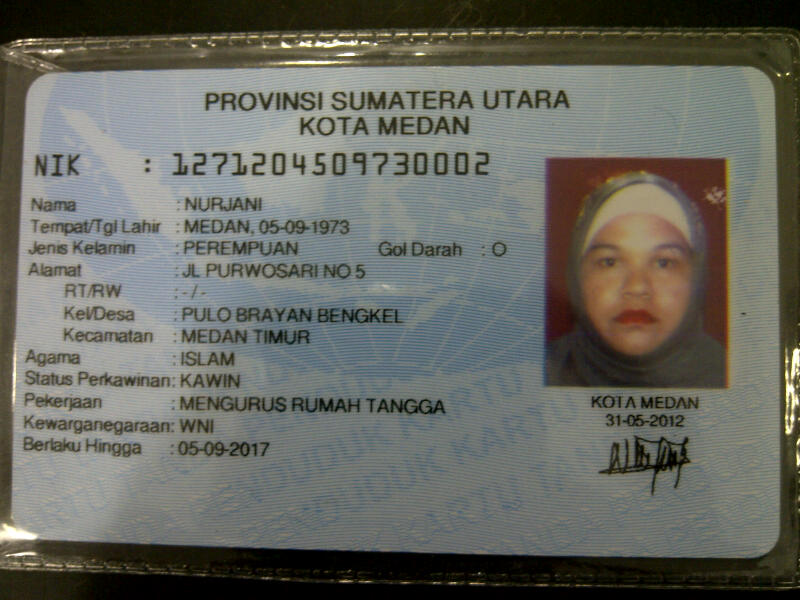 PROVINSI SUMATERA UTARA
KOTA MEDAN
NIK : 1271204509730002
Nama : NURJANI
Tempat/Tgl Lahir : MEDAN, 05-09-1973
Jenis Kelamin : PEREMPUAN Gol Darah : O
Alamat : JL PURWOSARI NO 5
RT/RW : - / -
Kel/Desa : PULO BRAYAN BENGKEL
Kecamatan : MEDAN TIMUR
Agama : ISLAM
Status Perkawinan : KAWIN
Pekerjaan : MENGURUS RUMAH TANGGA
Kewarganegaraan : WNI
Berlaku Hingga : 05-09-2017
KOTA MEDAN
31-05-2012